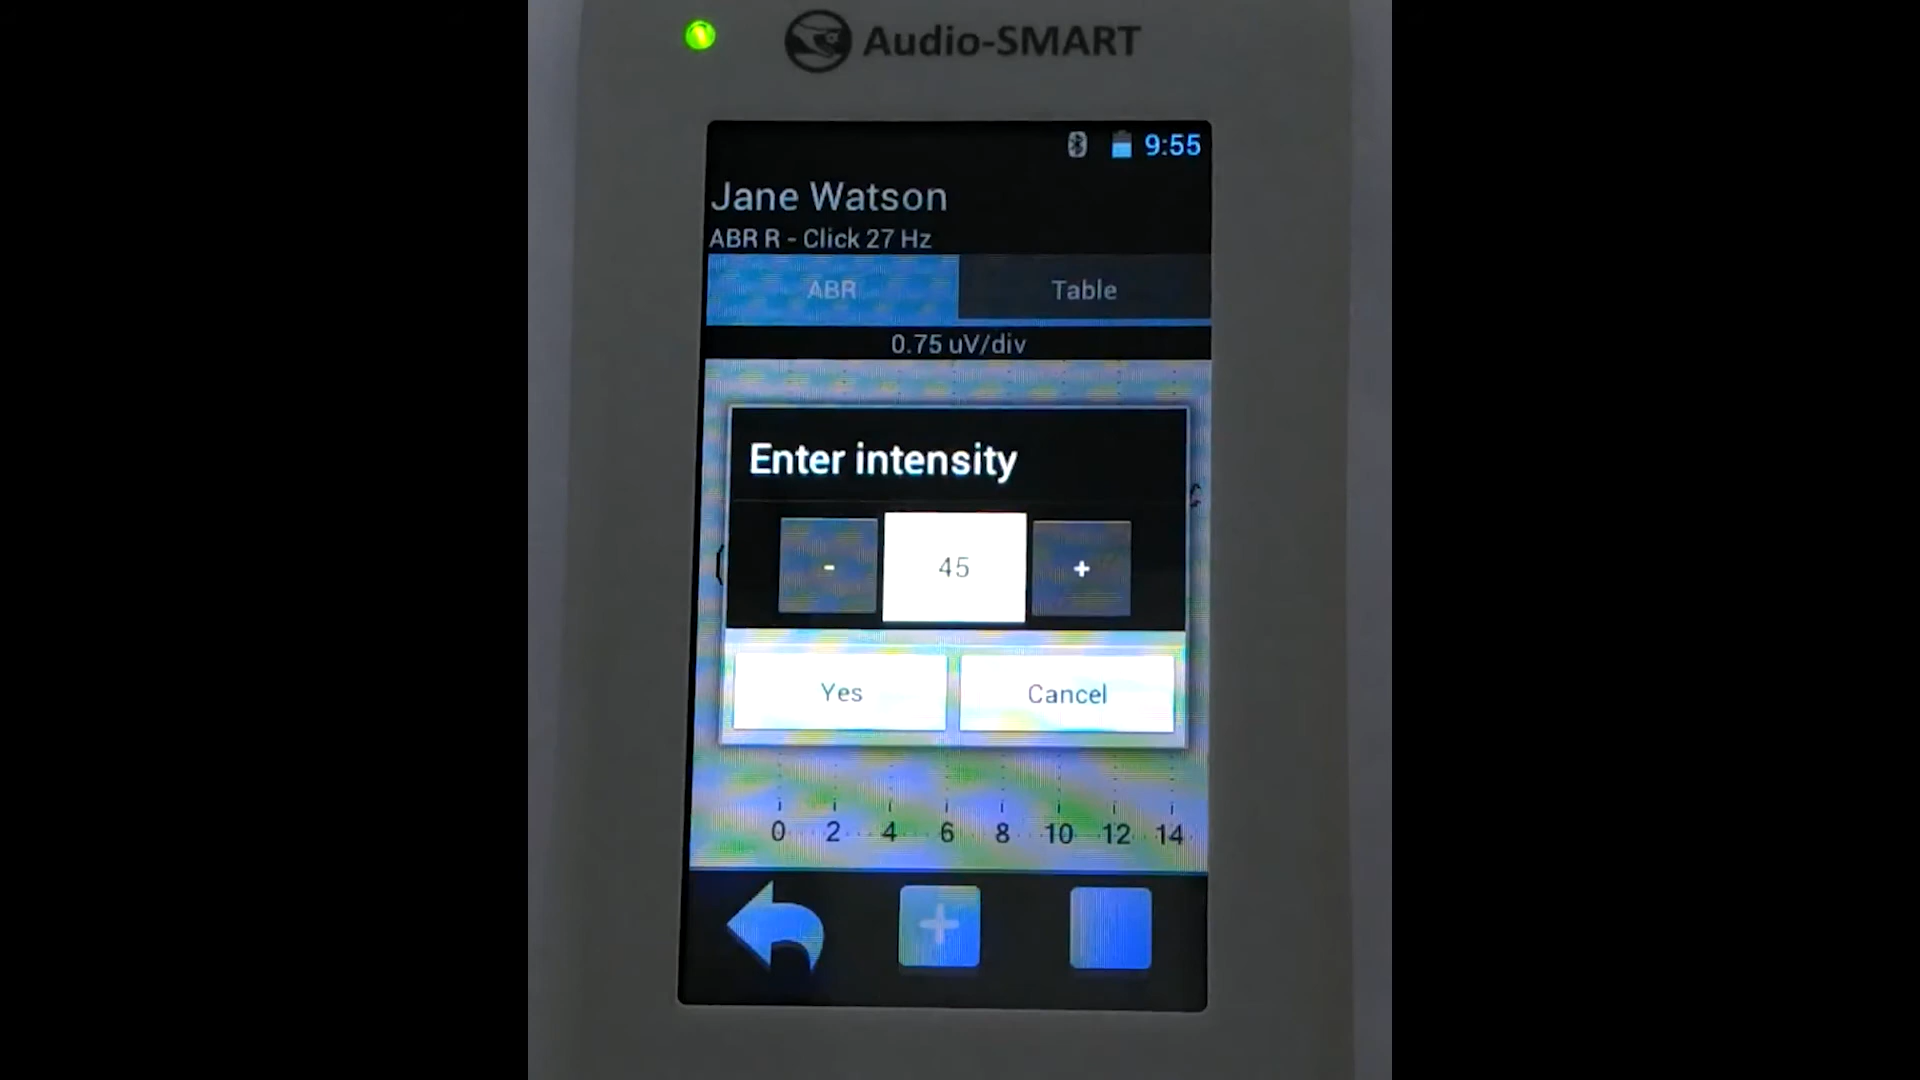 Audio-SMART
9:55
Jane Watson
ABR R - Click 27 Hz
ABR Table
0.75 uV/div
Enter intensity
- 45 +
Yes Cancel
0 2 4 6 8 10 12 14
+